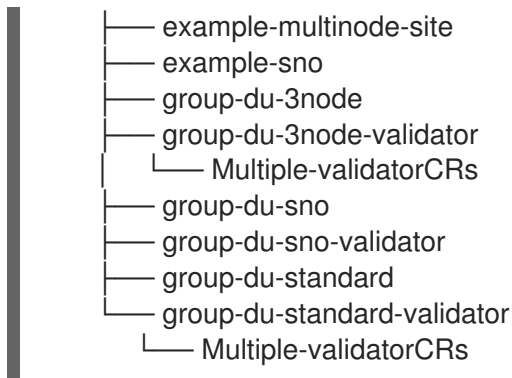 ├── example-multinode-site
├── example-sno
├── group-du-3node
├── group-du-3node-validator
│    └── Multiple-validatorCRs
├── group-du-sno
├── group-du-sno-validator
├── group-du-standard
└── group-du-standard-validator
     └── Multiple-validatorCRs